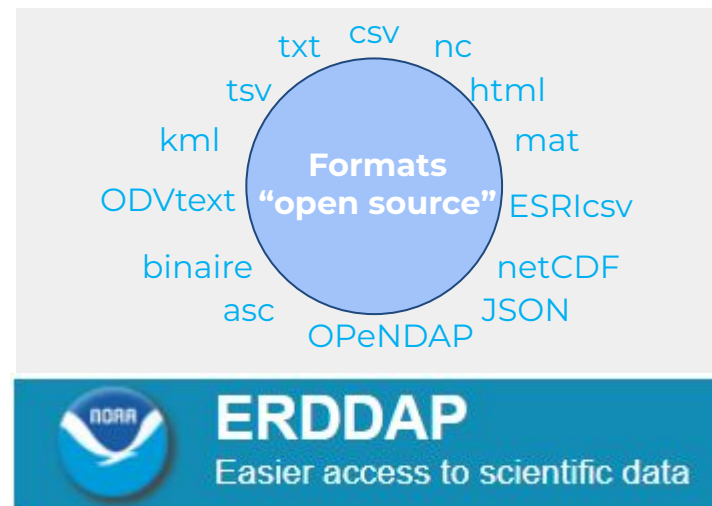 csv
txt
nc
tsv
html
kml
mat
Formats
ODVtext
“open source”
ESRIcsv
binaire
netCDF
asc
JSON
OPeNDAP
NOAA
ERDDAP
Easier access to scientific data